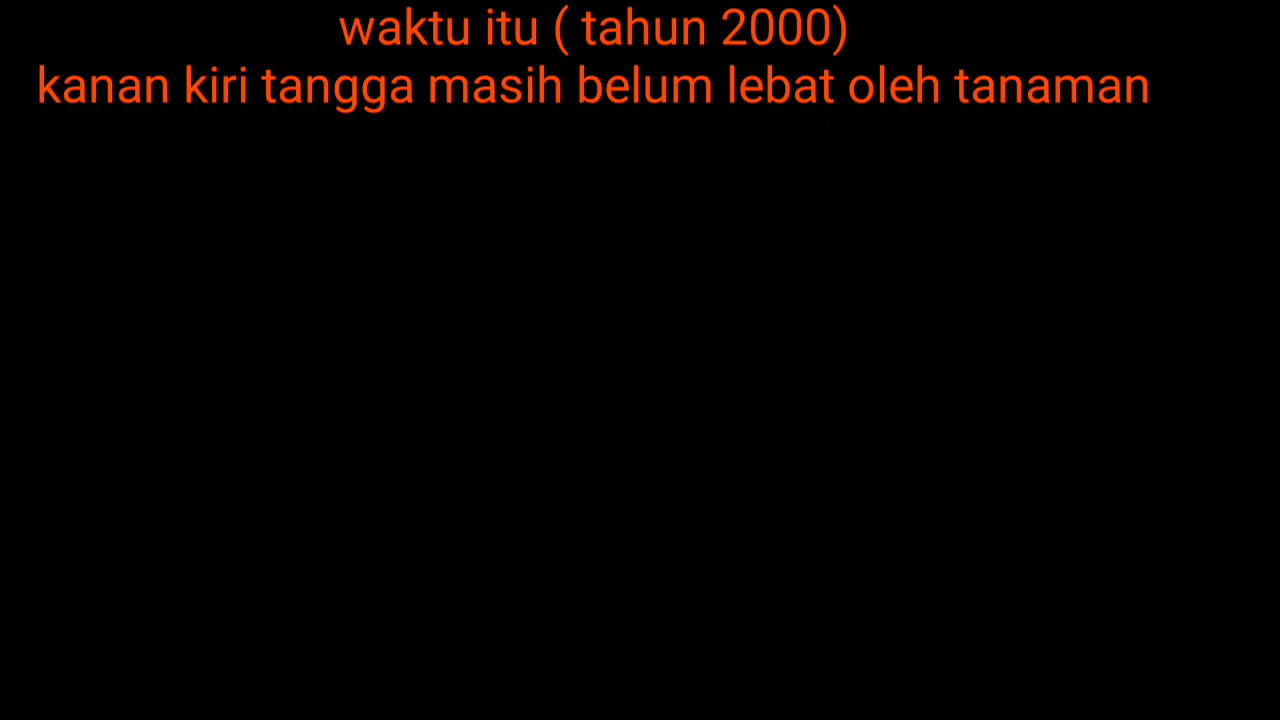 waktu itu ( tahun 2000)
kanan kiri tangga masih belum lebat oleh tanaman